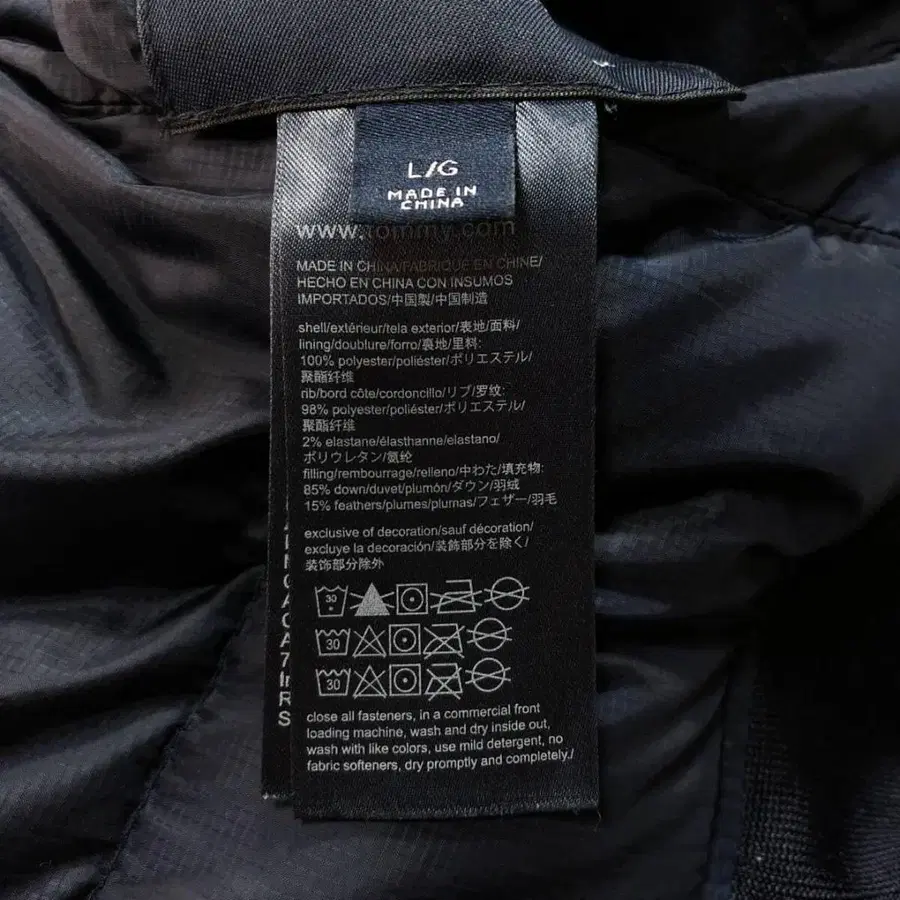 L/G
MADE IN
CHINA
www.tommy.com
MADE IN CHINA/FABRIQUE EN CHINE/
HECHO EN CHINA CON INSUMOS
IMPORTADOS/中国製/中国制造
shell/extérieur/tela exterior/表地/面料/
lining/doublure/forro/裏地/里料:
100% polyester/poliéster/ポリエステル/
聚酯纤维
rib/bord côte/cordoncillo/リブ/罗纹:
98% polyester/poliéster/ポリエステル/
聚酯纤维
2% elastane/élasthanne/elastano/
ポリウレタン/氨纶
filling/rembourrage/relleno/中わた/填充物:
85% down/duvet/plumón/ダウン/羽绒
15% feathers/plumes/plumas/フェザー/羽毛
exclusive of decoration/sauf décoration/
excluye la decoración/装飾部分を除く/
装饰部分除外
30
30
30
close all fasteners, in a commercial front
loading machine, wash and dry inside out,
wash with like colors, use mild detergent, no
fabric softeners, dry promptly and completely./